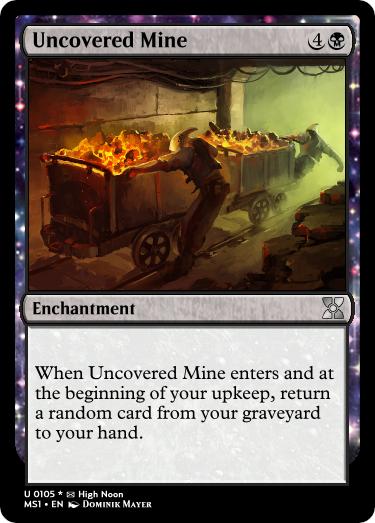 Uncovered Mine 4
Enchantment
When Uncovered Mine enters and at
the beginning of your upkeep, return
a random card from your graveyard
to your hand.
U 0105 * High Noon
MS1 • EN Dominik Mayer